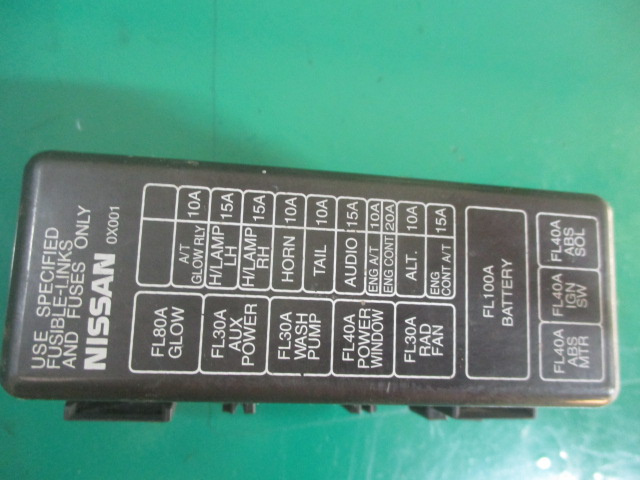 USE SPECIFIED
FUSIBLE-LINKS
AND FUSES ONLY
NISSAN 0X001
10A
A/T
GLOW RLY
15A
H/LAMP
LH
15A
H/LAMP
RH
10A
HORN
10A
TAIL
15A
AUDIO
10A
20A
ENG A/T
ENG CONT
10A
ALT.
15A
ENG
CONT A/T
FL80A
GLOW
FL30A
AUX
POWER
FL30A
WASH
PUMP
FL40A
POWER
WINDOW
FL30A
RAD
FAN
FL100A
BATTERY
FL40A
ABS
SOL
FL40A
IGN
SW
FL40A
ABS
MTR